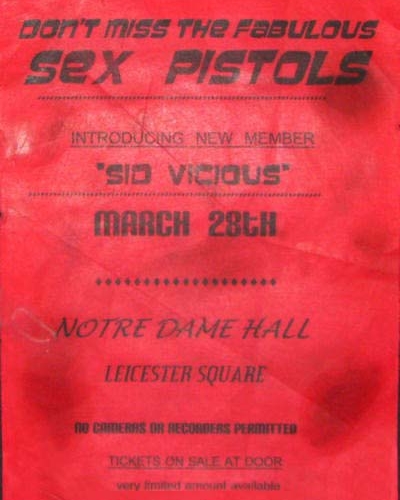 DON'T MISS THE FABULOUS
SEX PISTOLS
INTRODUCING NEW MEMBER
"SID VICIOUS"
MARCH 28TH
NOTRE DAME HALL
LEICESTER SQUARE
NO CAMERAS OR RECORDERS PERMITTED
TICKETS ON SALE AT DOOR
very limited amount available